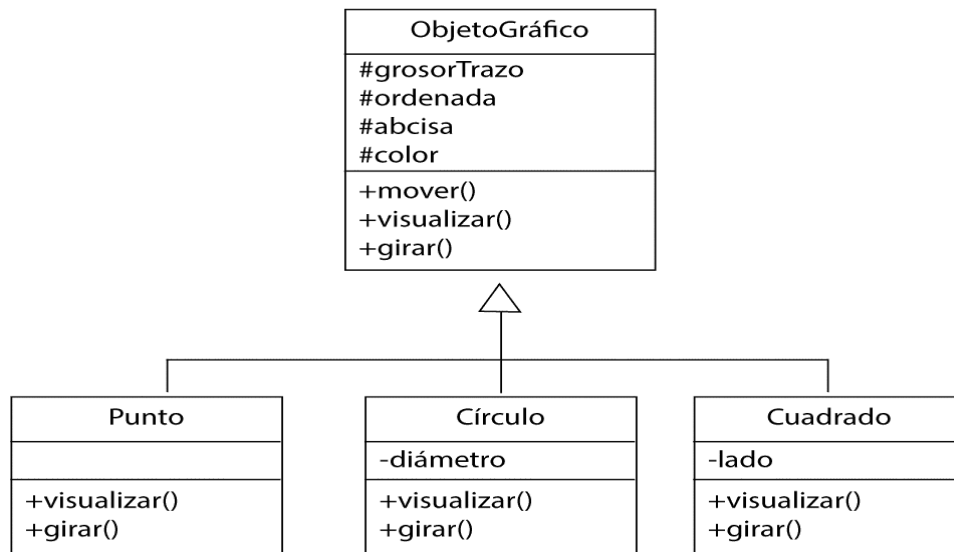 ObjetoGráfico
#grosorTrazo
#ordenada
#abcisa
#color
+mover()
+visualizar()
+girar()
Punto
+visualizar()
+girar()
Círculo
-diámetro
+visualizar()
+girar()
Cuadrado
-lado
+visualizar()
+girar()